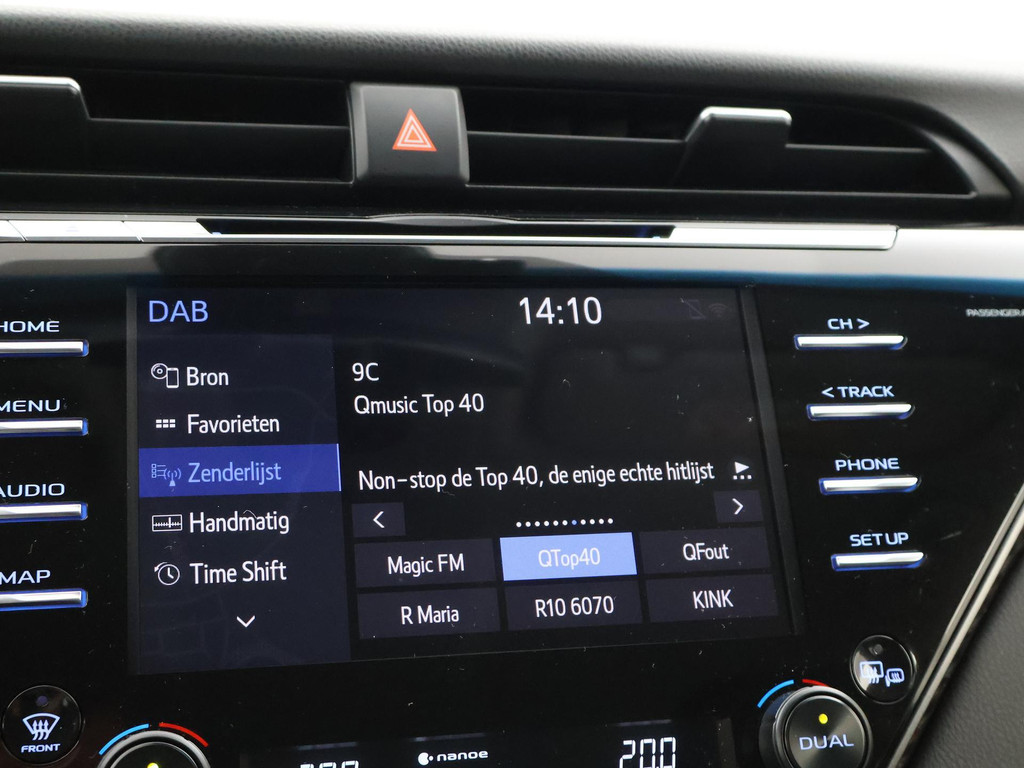 DAB
14:10
HOME
MENU
AUDIO
MAP
Bron
Favorieten
Zenderlijst
Handmatig
Time Shift
9C
Qmusic Top 40
Non-stop de Top 40, de enige echte hitlijst
Magic FM
QTop40
QFout
R Maria
R10 6070
KINK
CH >
< TRACK
PHONE
SETUP
PASSENGER
FRONT
nanoe
20.0
DUAL